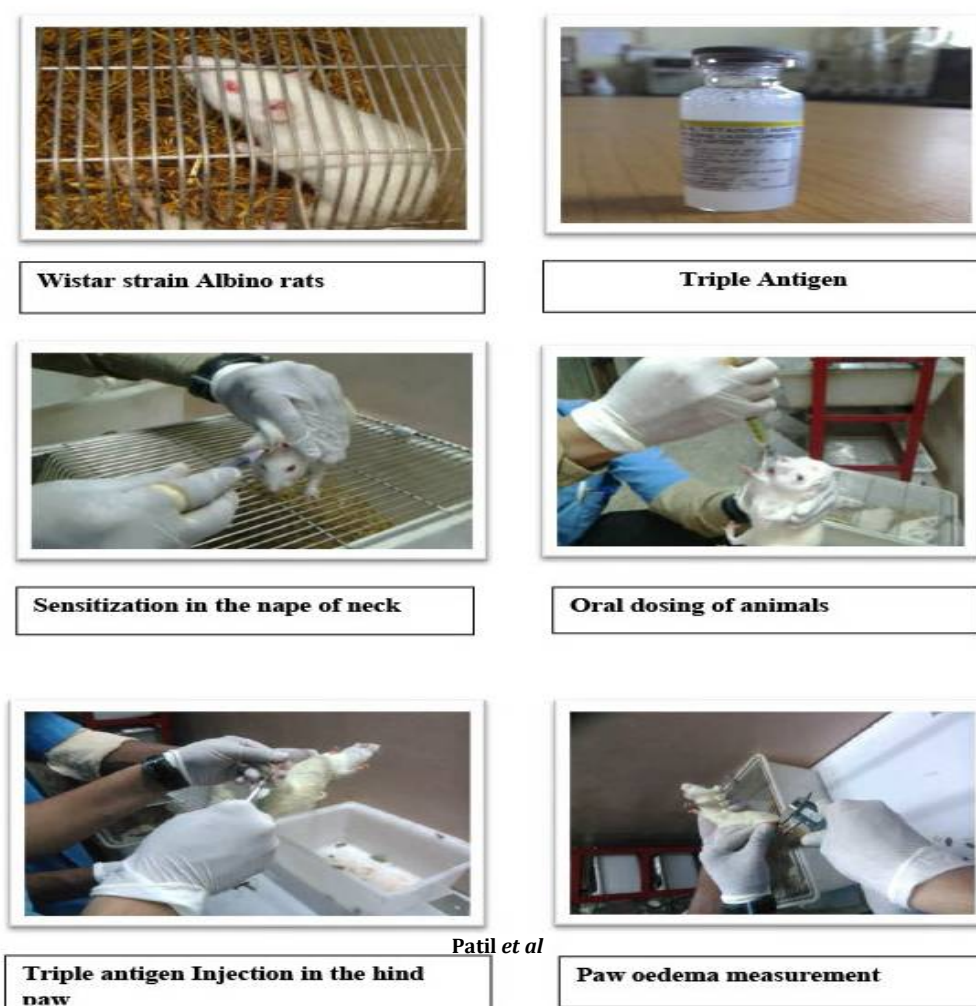 Wistar strain Albino rats
Triple Antigen
Sensitization in the nape of neck
Oral dosing of animals
Patil et al
Triple antigen Injection in the hind
paw
Paw oedema measurement